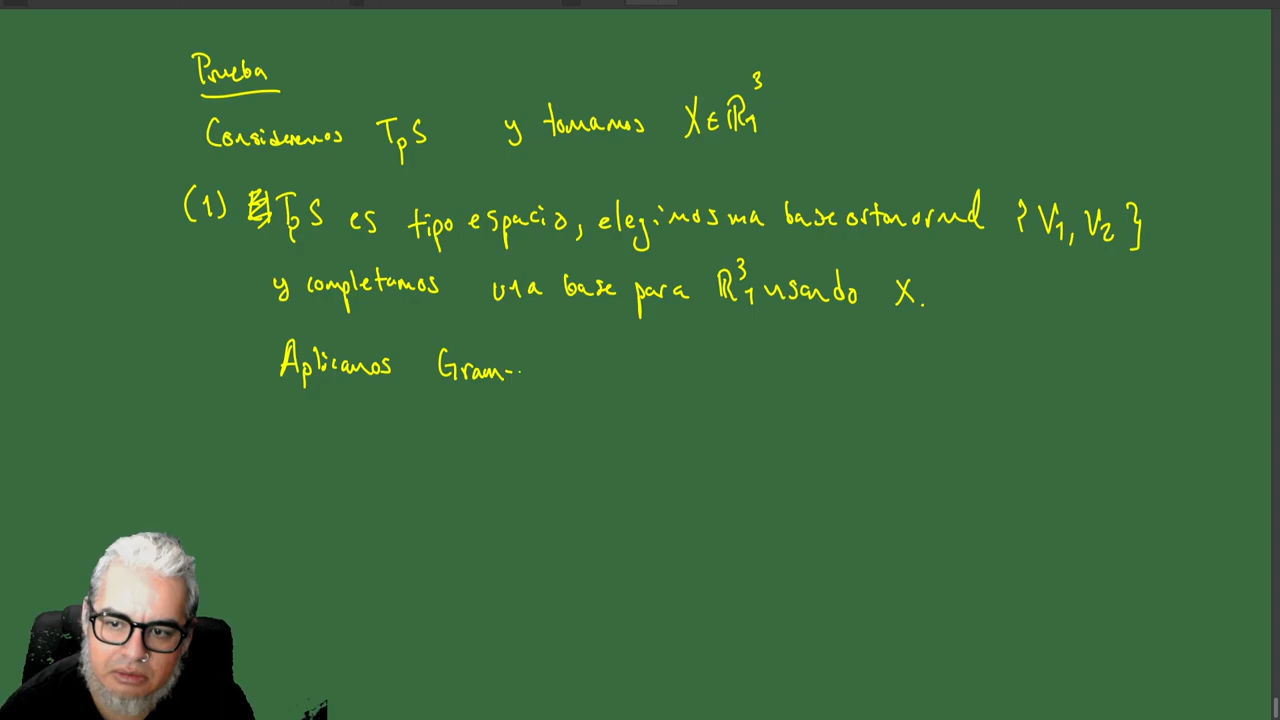 Prueba
Consideremos TₚS y tomamos X ∈ ℝ³₁
(1) TₚS es tipo espacio, elegimos una base ortonormal {V₁, V₂}
y completamos una base para ℝ³₁ usando X.
Aplicamos Gram-